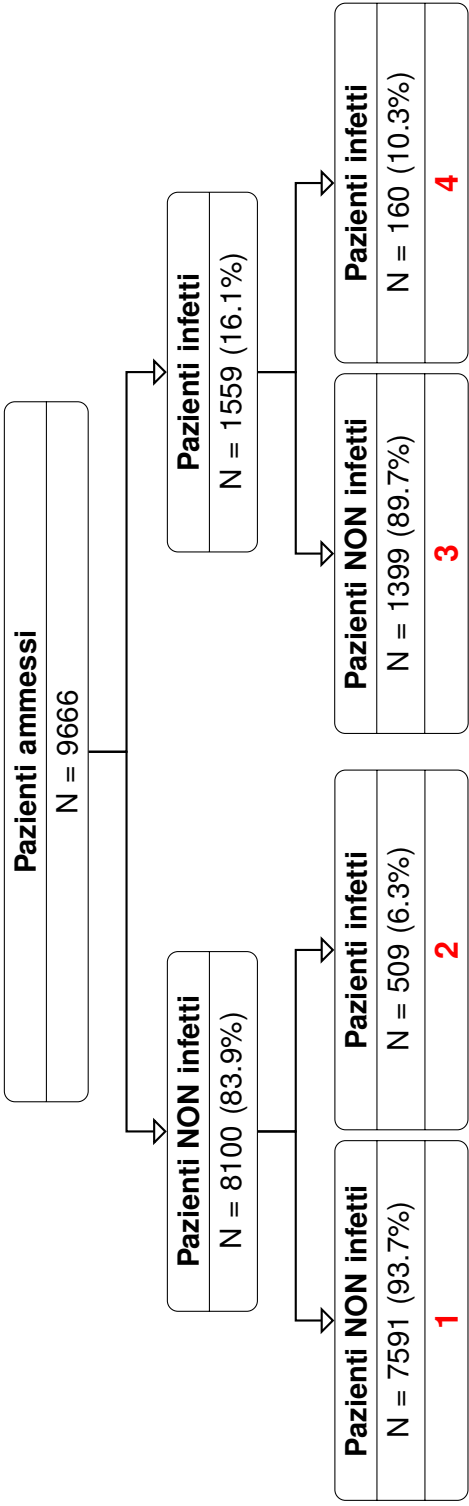 Pazienti ammessi
N = 9666
Pazienti NON infetti
N = 8100 (83.9%)
Pazienti infetti
N = 1559 (16.1%)
Pazienti NON infetti
N = 7591 (93.7%)
1
Pazienti infetti
N = 509 (6.3%)
2
Pazienti NON infetti
N = 1399 (89.7%)
3
Pazienti infetti
N = 160 (10.3%)
4